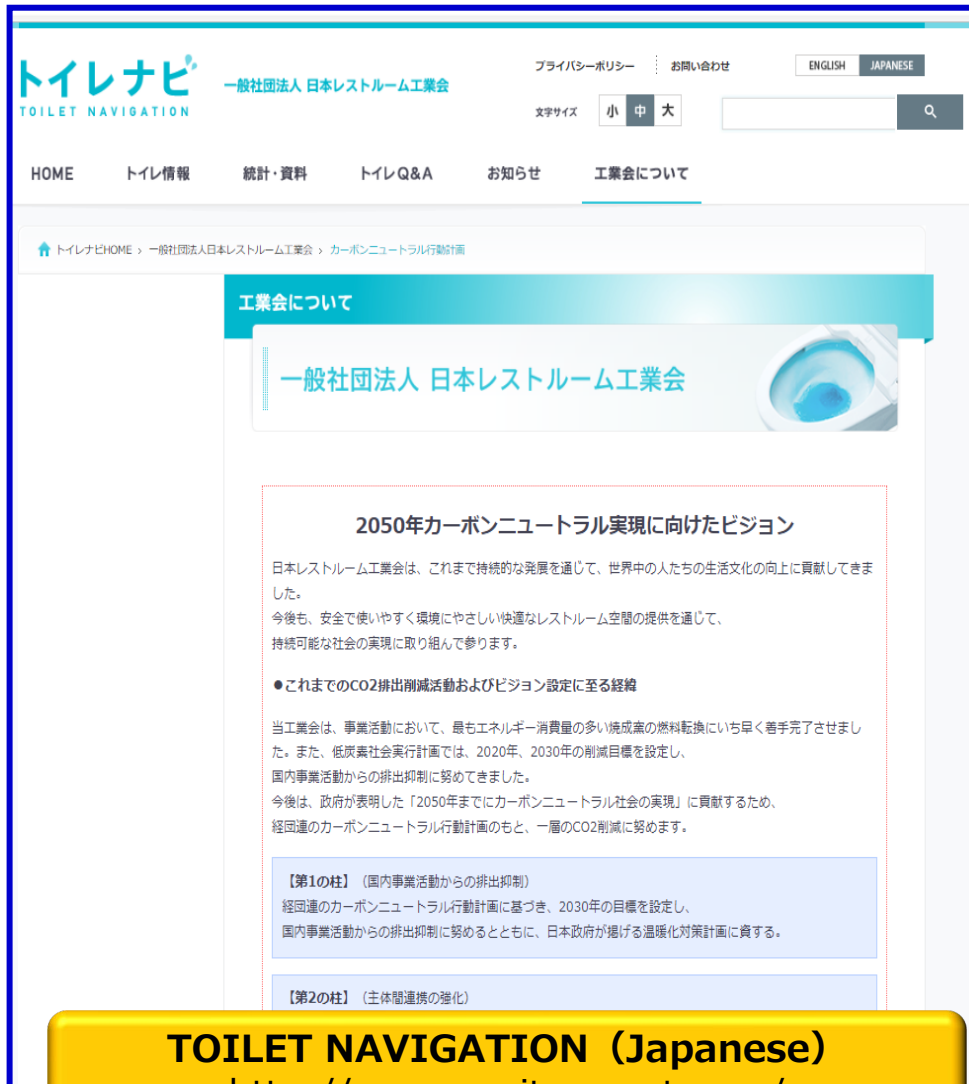 トイレナビ
TOILET NAVIGATION
一般社団法人 日本レストルーム工業会
プライバシーポリシー
お問い合わせ
ENGLISH JAPANESE
文字サイズ 小 中 大
HOME トイレ情報 統計・資料 トイレQ&A お知らせ 工業会について
トイレナビHOME › 一般社団法人日本レストルーム工業会 › カーボンニュートラル行動計画
工業会について
一般社団法人 日本レストルーム工業会
2050年カーボンニュートラル実現に向けたビジョン
日本レストルーム工業会は、これまで持続的な発展を通じて、世界中の人たちの生活文化の向上に貢献してきま
した。
今後も、安全で使いやすく環境にやさしい快適なレストルーム空間の提供を通じて、
持続可能な社会の実現に取り組んで参ります。
●これまでのCO2排出削減活動およびビジョン設定に至る経緯
当工業会は、事業活動において、最もエネルギー消費量の多い焼成窯の燃料転換にいち早く着手完了させまし
た。また、低炭素社会実行計画では、2020年、2030年の削減目標を設定し、
国内事業活動からの排出抑制に努めてきました。
今後は、政府が表明した「2050年までにカーボンニュートラル社会の実現」に貢献するため、
経団連のカーボンニュートラル行動計画のもと、一層のCO2削減に努めます。
【第1の柱】（国内事業活動からの排出抑制）
経団連のカーボンニュートラル行動計画に基づき、2030年の目標を設定し、
国内事業活動からの排出抑制に努めるとともに、日本政府が揚げる温暖化対策計画に資する。
【第2の柱】（主体間連携の強化）
TOILET NAVIGATION（Japanese）